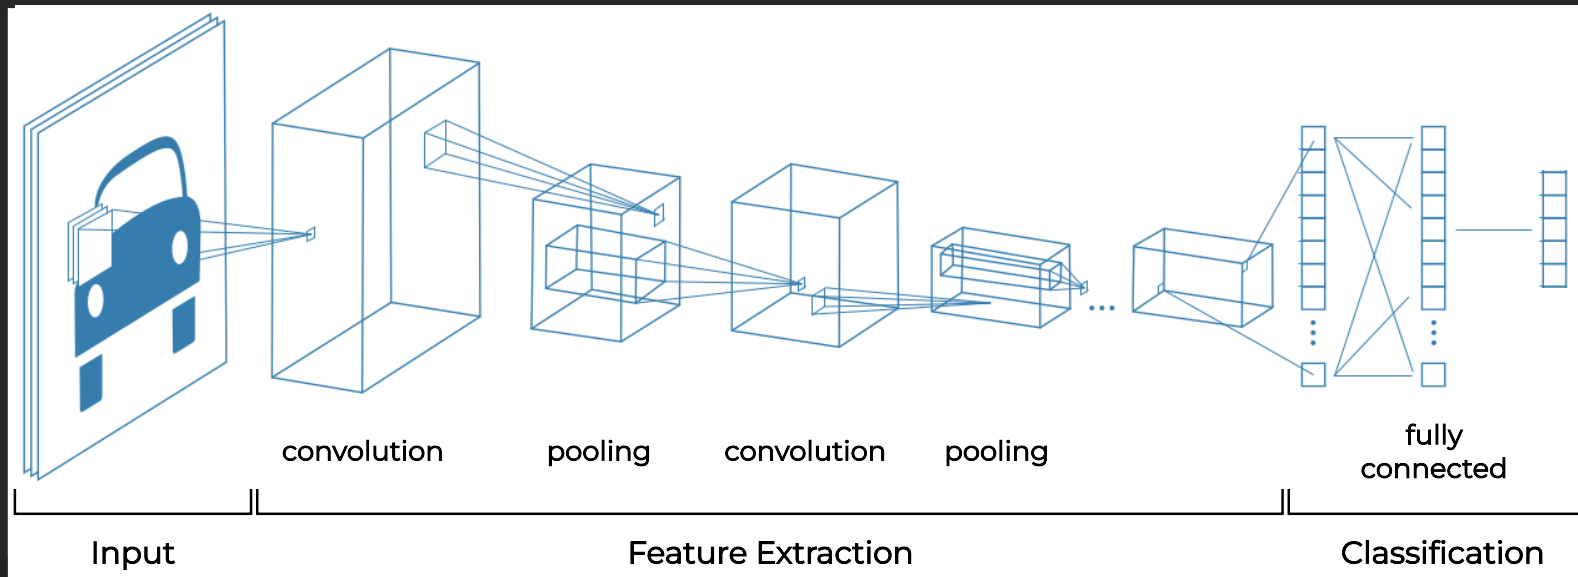 convolution
pooling
convolution
pooling
...
fully
connected
Input
Feature Extraction
Classification